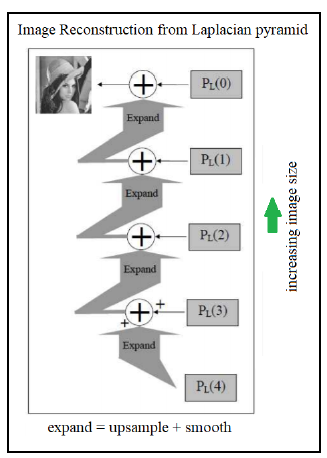 Image Reconstruction from Laplacian pyramid
P_L(0)
Expand
P_L(1)
Expand
P_L(2)
Expand
P_L(3)
+
+
Expand
P_L(4)
increasing image size
expand = upsample + smooth